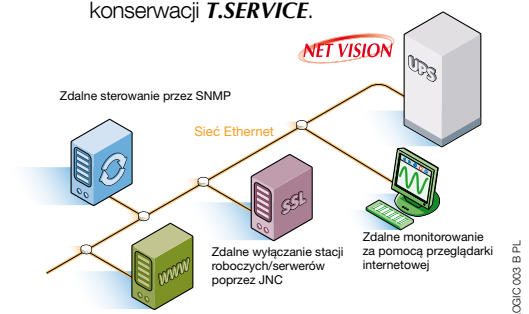 konserwacji T.SERVICE.
NET VISION
UPS
Zdalne sterowanie przez SNMP
Sieć Ethernet
SSL
WWW
Zdalne wyłączanie stacji
roboczych/serwerów
poprzez JNC
Zdalne monitorowanie
za pomocą przeglądarki
internetowej
OGIC 003 B PL